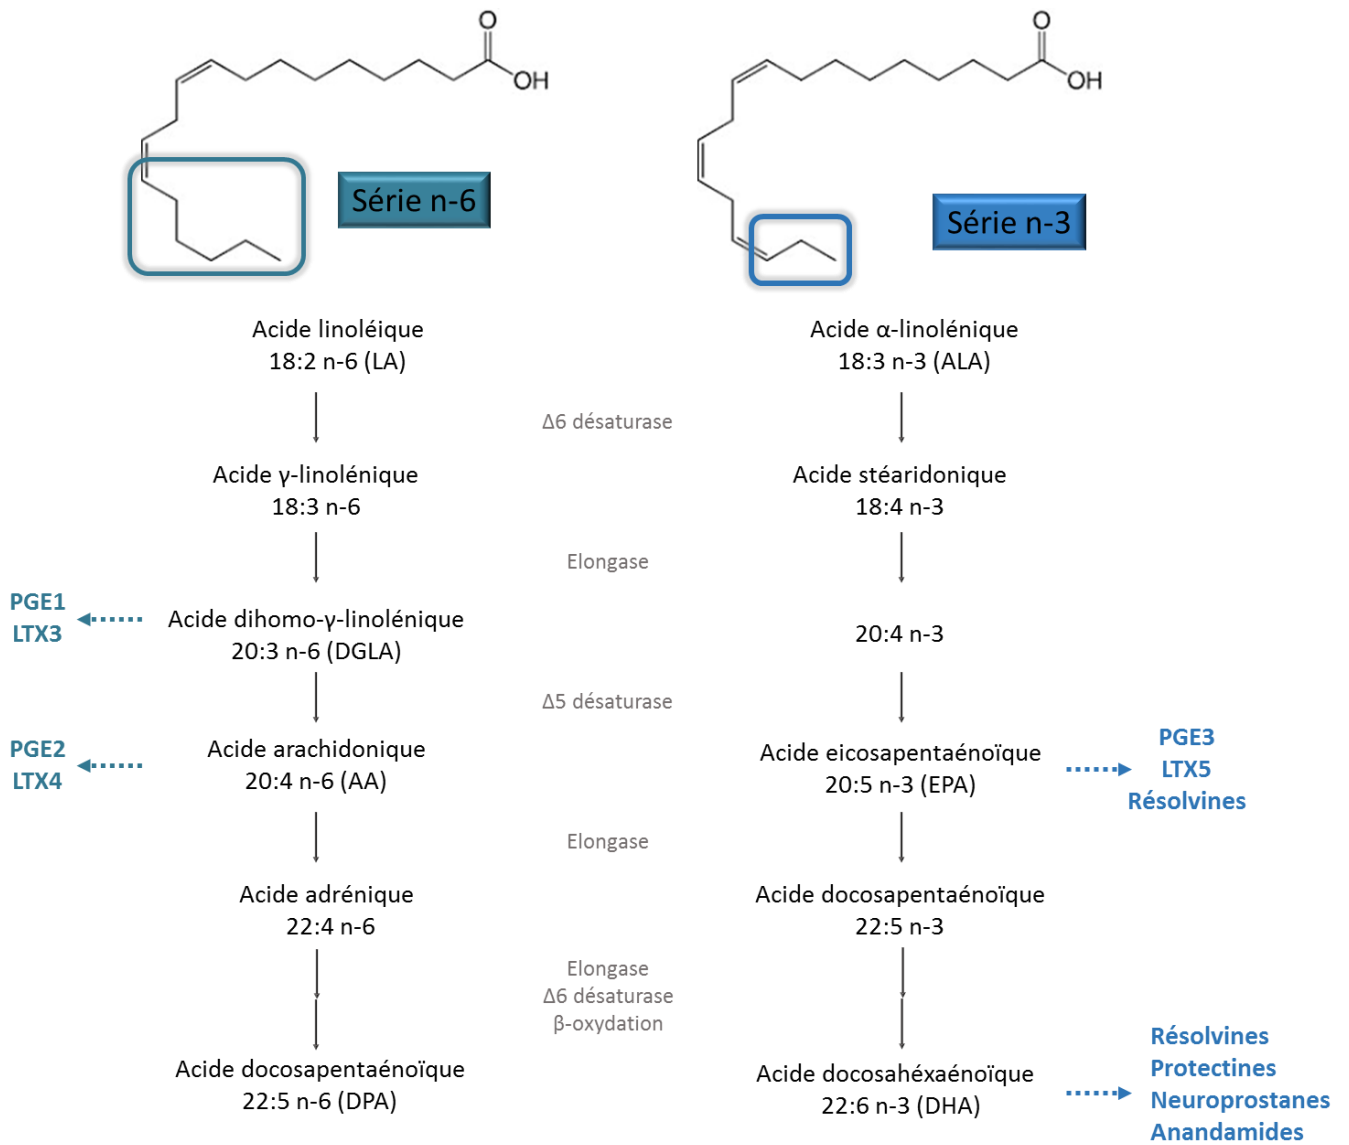 O
OH
O
OH
Série n-6
Série n-3
Acide linoléique
18:2 n-6 (LA)
Acide α-linolénique
18:3 n-3 (ALA)
Δ6 désaturase
Acide γ-linolénique
18:3 n-6
Acide stéaridonique
18:4 n-3
Elongase
PGE1
LTX3
Acide dihomo-γ-linolénique
20:3 n-6 (DGLA)
20:4 n-3
Δ5 désaturase
PGE2
LTX4
Acide arachidonique
20:4 n-6 (AA)
Acide eicosapentaénoïque
20:5 n-3 (EPA)
PGE3
LTX5
Résolvines
Elongase
Acide adrénique
22:4 n-6
Acide docosapentaénoïque
22:5 n-3
Elongase
Δ6 désaturase
β-oxydation
Acide docosapentaénoïque
22:5 n-6 (DPA)
Acide docosahéxaénoïque
22:6 n-3 (DHA)
Résolvines
Protectines
Neuroprostanes
Anandamides